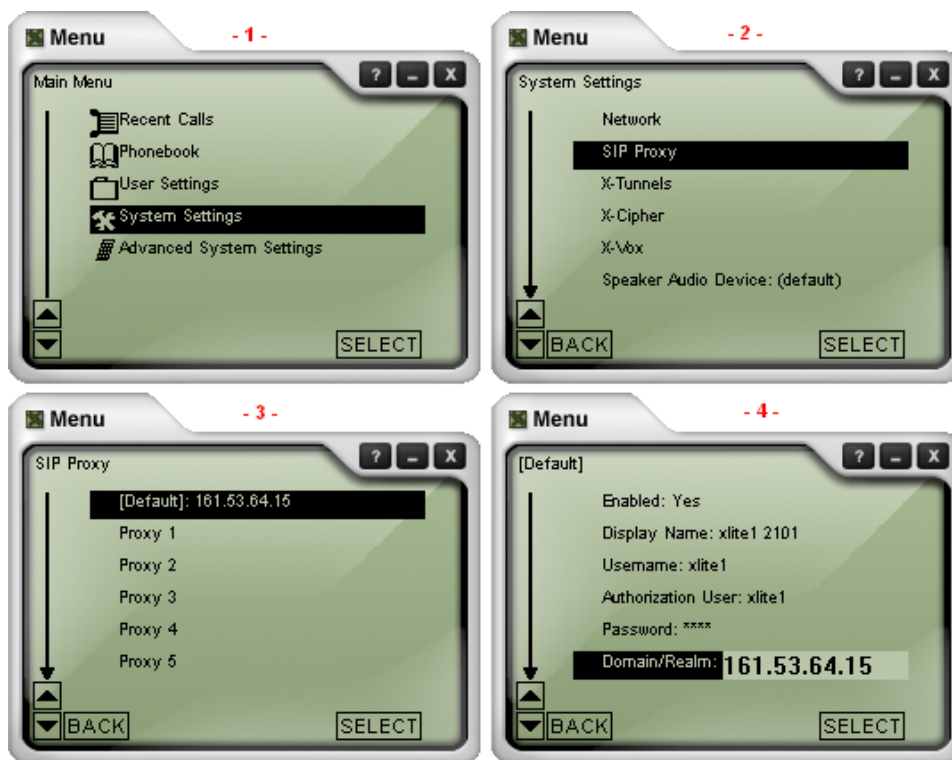 Menu
- 1 -
Main Menu
? – X
Recent Calls
Phonebook
User Settings
System Settings
Advanced System Settings
SELECT
Menu
- 2 -
System Settings
? – X
Network
SIP Proxy
X-Tunnels
X-Cipher
X-Vox
Speaker Audio Device: (default)
BACK
SELECT
Menu
- 3 -
SIP Proxy
? – X
[Default]: 161.53.64.15
Proxy 1
Proxy 2
Proxy 3
Proxy 4
Proxy 5
BACK
SELECT
Menu
- 4 -
[Default]
? – X
Enabled: Yes
Display Name: xlite1 2101
Username: xlite1
Authorization User: xlite1
Password: ****
Domain/Realm: 161.53.64.15
BACK
SELECT